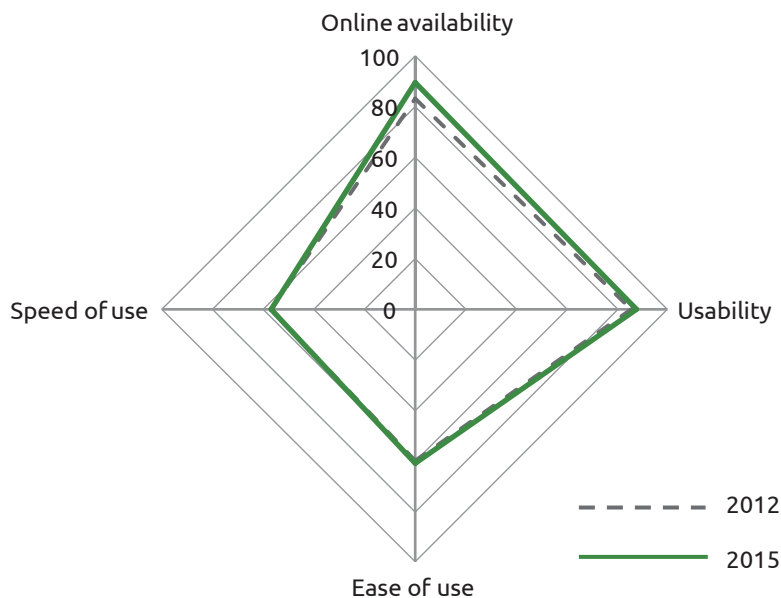 Online availability
100
80
60
40
20
0
Speed of use
Usability
2012
2015
Ease of use